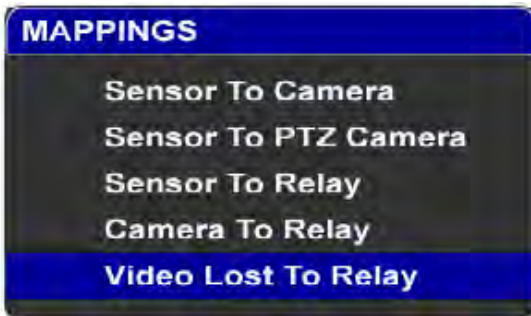 MAPPINGS
Sensor To Camera
Sensor To PTZ Camera
Sensor To Relay
Camera To Relay
Video Lost To Relay